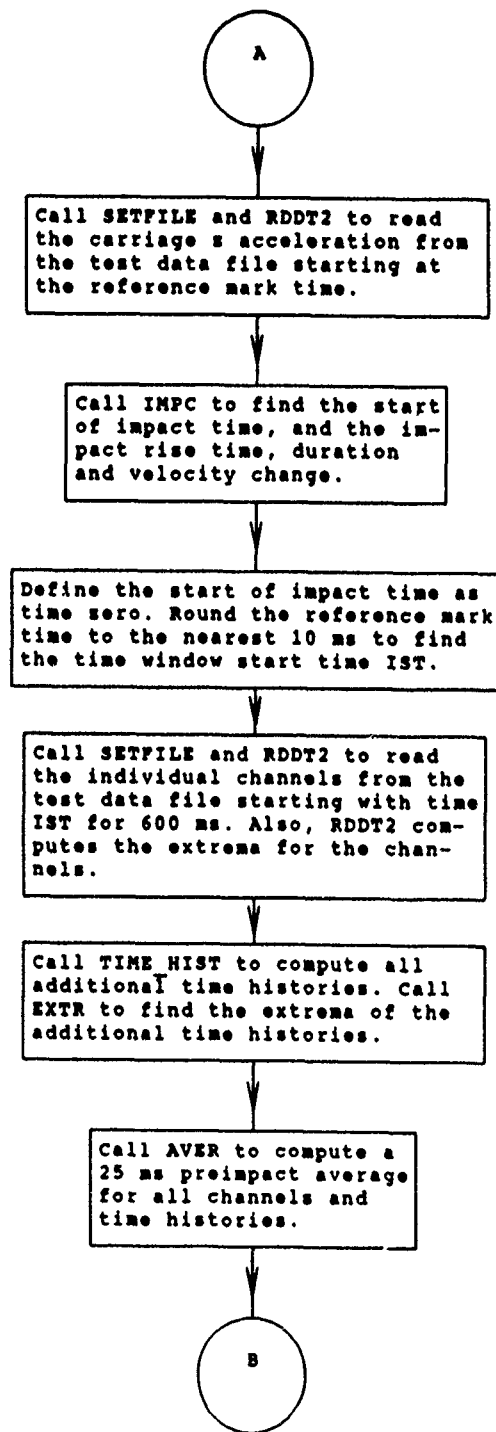 A
Call SETFILE and RDDT2 to read
the carriage z acceleration from
the test data file starting at
the reference mark time.
Call IMPC to find the start
of impact time, and the im-
pact rise time, duration
and velocity change.
Define the start of impact time as
time zero. Round the reference mark
time to the nearest 10 ms to find
the time window start time IST.
Call SETFILE and RDDT2 to read
the individual channels from the
test data file starting with time
IST for 600 ms. Also, RDDT2 com-
putes the extrema for the chan-
nels.
Call TIME_HIST to compute all
additional time histories. Call
EXTR to find the extrema of the
additional time histories.
Call AVER to compute a
25 ms preimpact average
for all channels and
time histories.
B